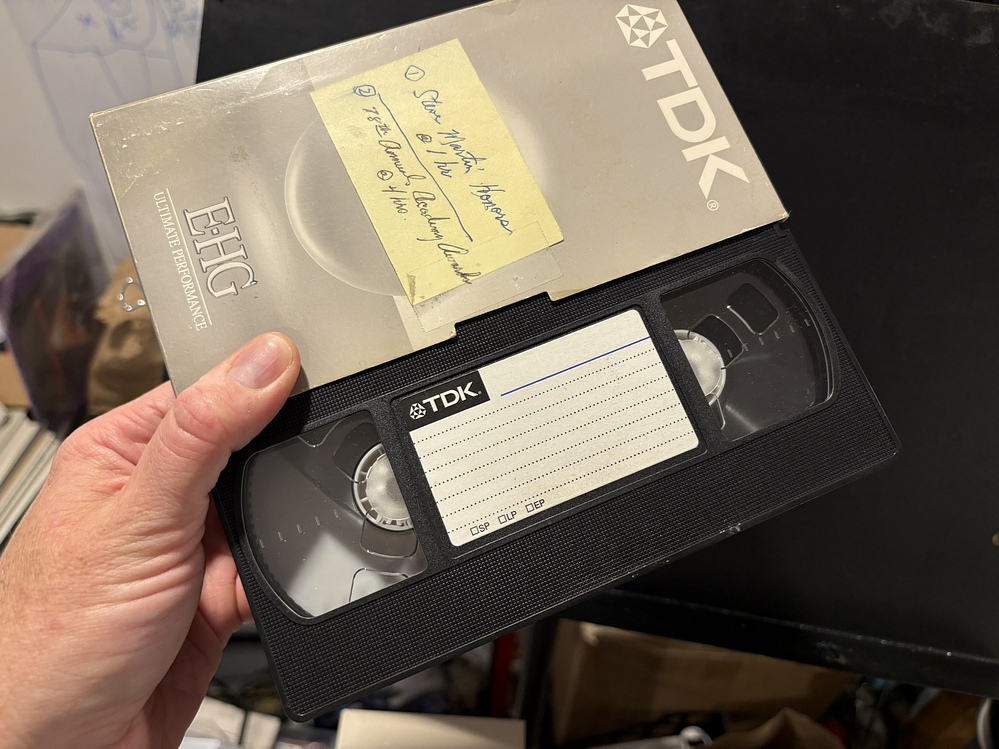 TDK®
① Steve Martin Honors
@ 1 hr
② 78th Annual Academy Awards
@ 4 hrs.
E·HG
ULTIMATE PERFORMANCE
TDK®
SP LP EP